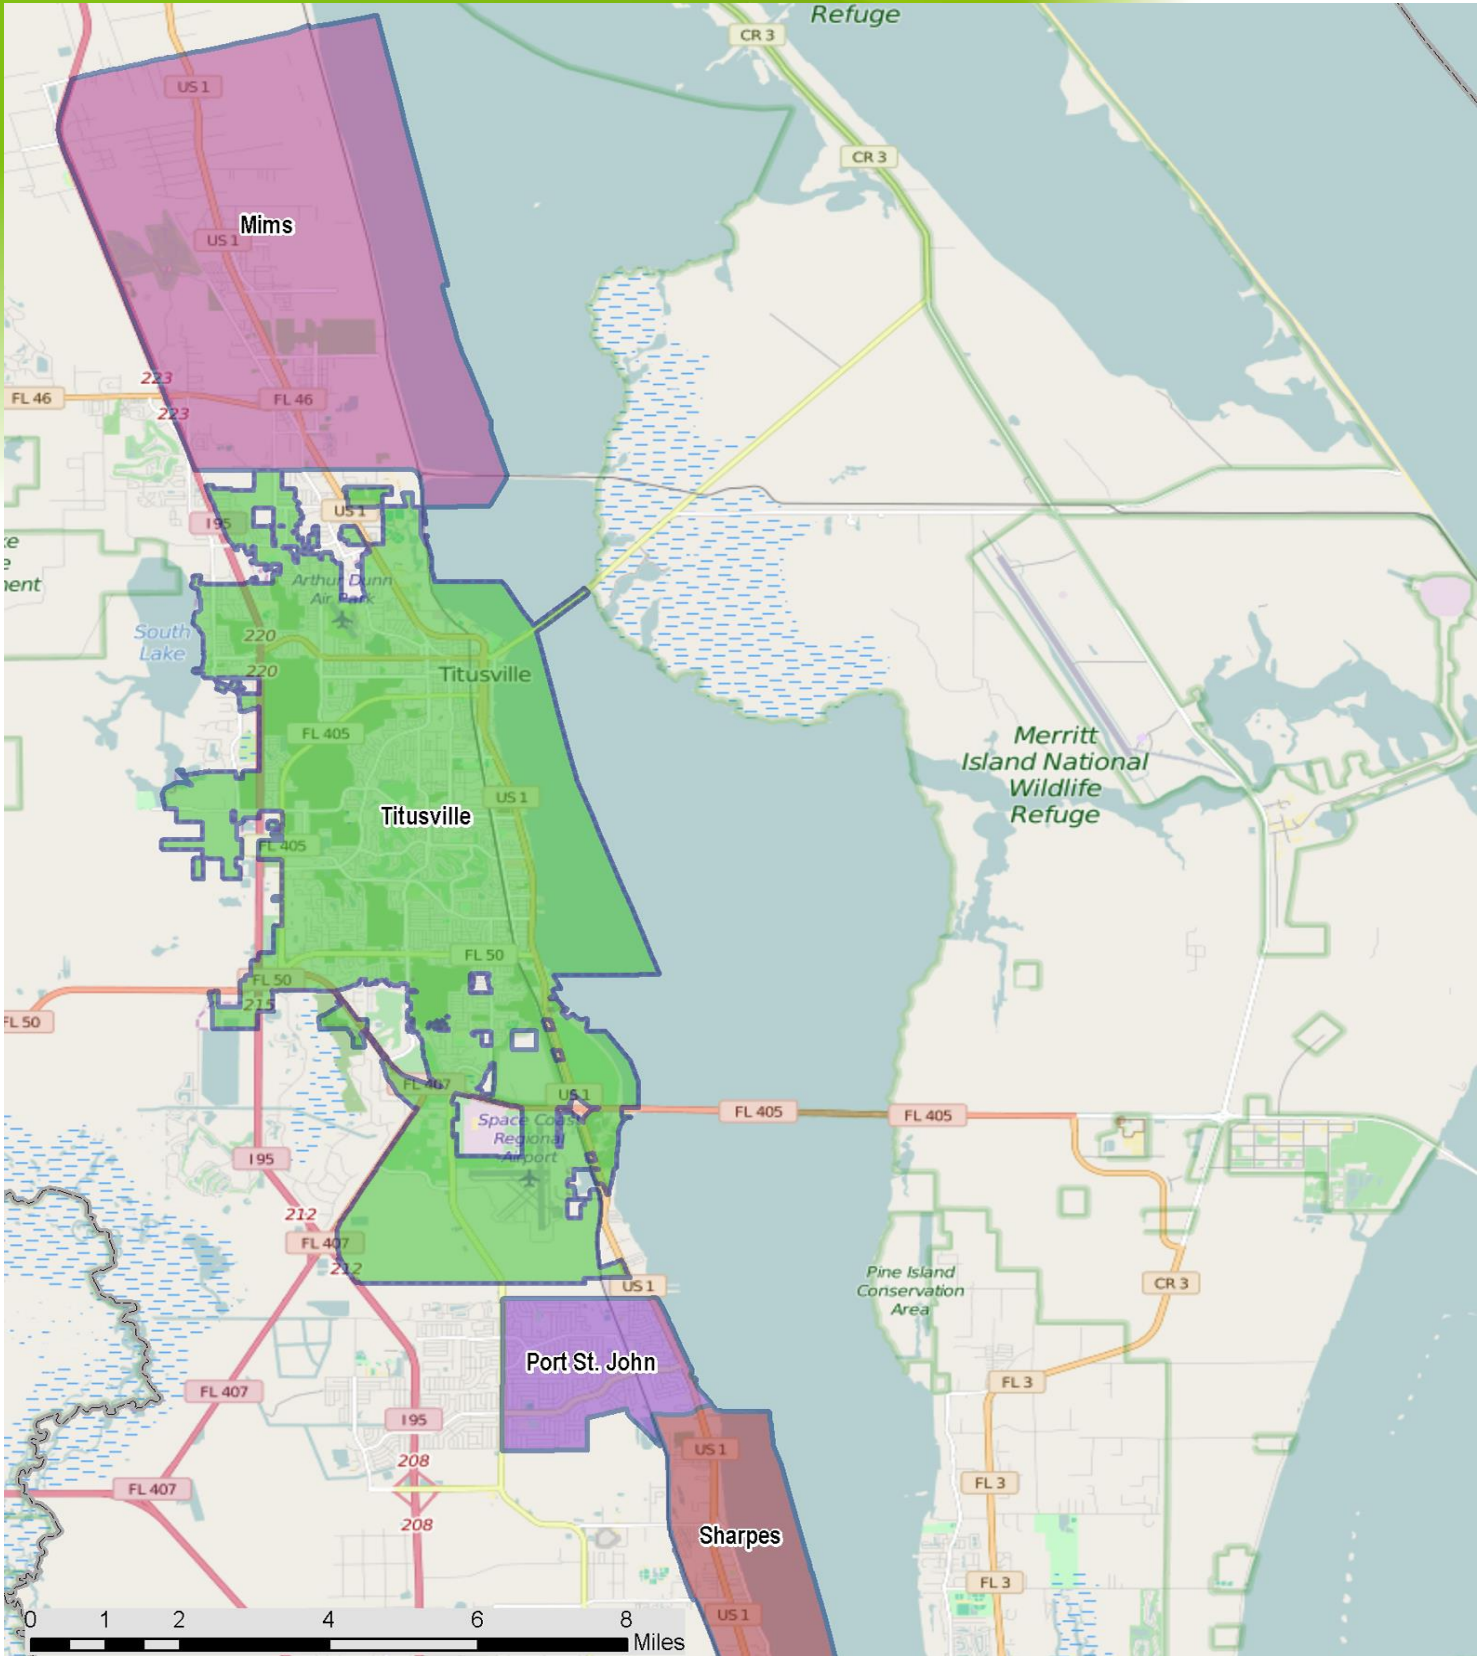 Refuge
CR 3
US 1
CR 3
Mims
US 1
223
FL 46
FL 46
223
US 1
I 95
ke
e
ment
Arthur Dunn
Air Park
South
Lake
220
220
Titusville
FL 405
Merritt
Island National
Wildlife
Refuge
US 1
Titusville
FL 405
FL 50
FL 50
215
FL 50
FL 407
US 1
FL 405
FL 405
Space Coast
Regional
Airport
I 95
212
FL 407
212
Pine Island
Conservation
Area
US 1
CR 3
Port St. John
FL 407
FL 3
I 95
US 1
208
FL 407
FL 3
208
Sharpes
FL 3
US 1
0 1 2 4 6 8
Miles